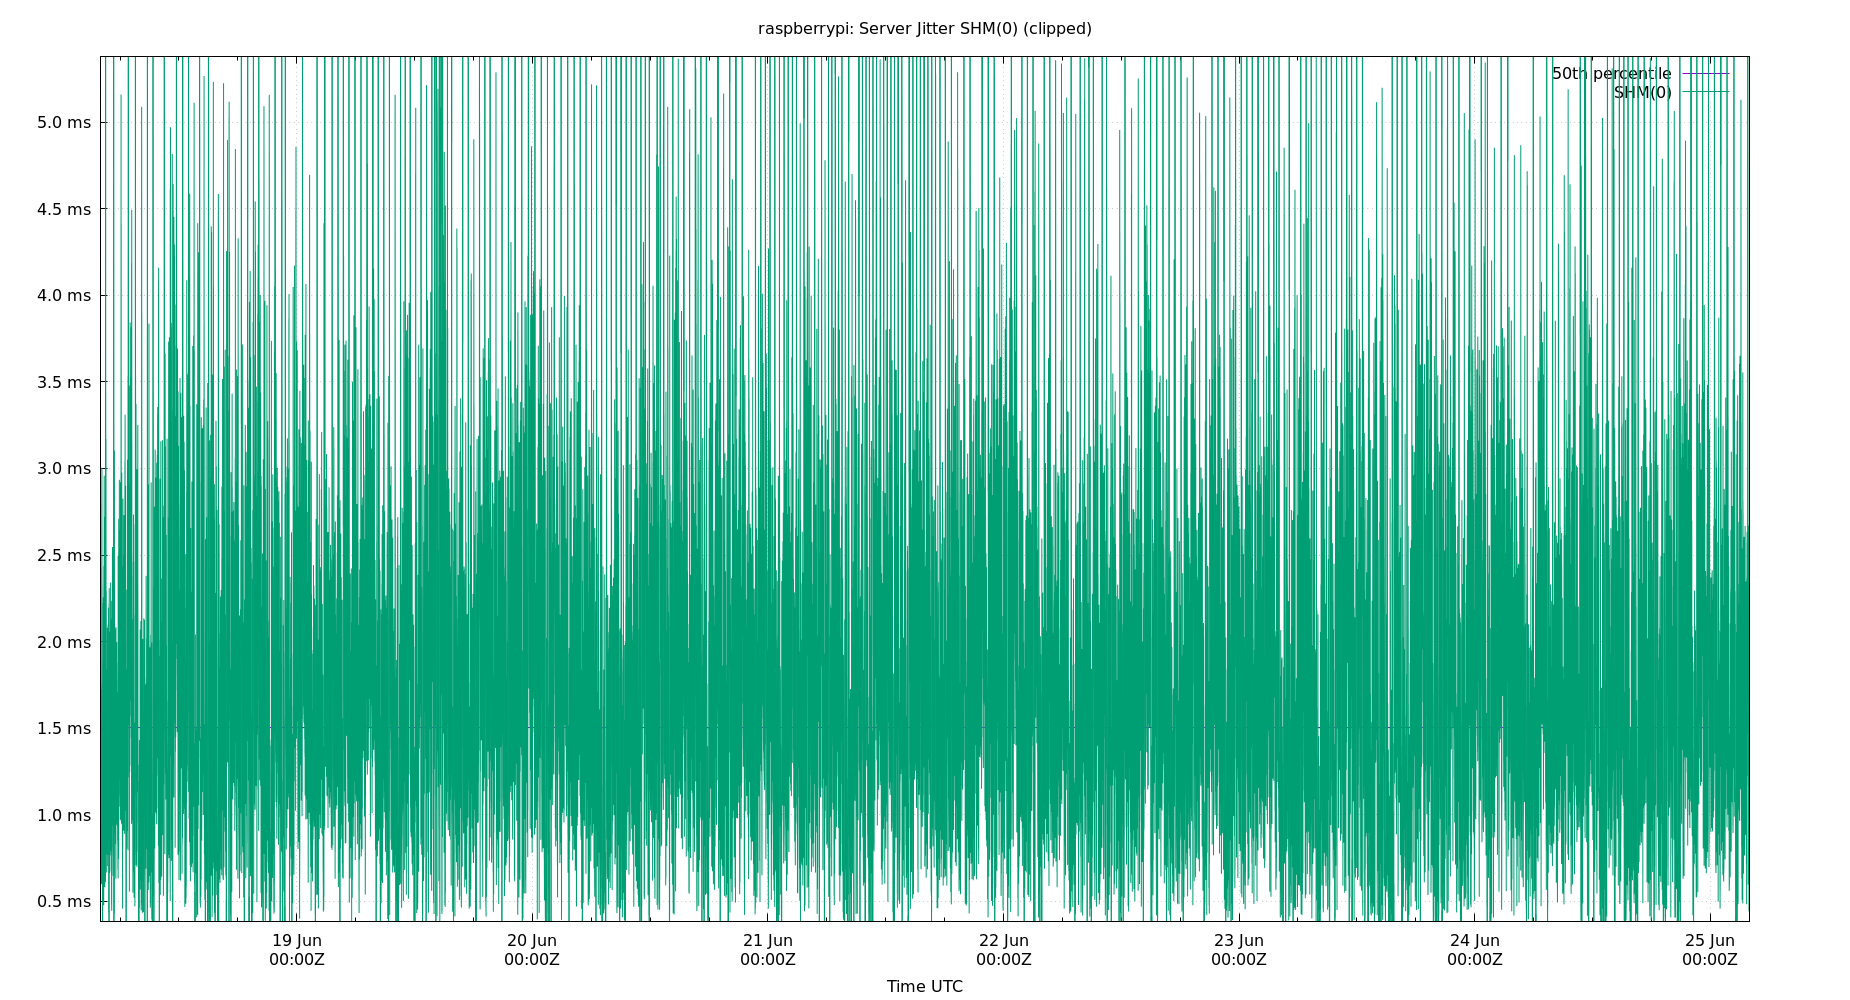 raspberrypi: Server Jitter SHM(0) (clipped)
50th percentile
SHM(0)
5.0 ms
4.5 ms
4.0 ms
3.5 ms
3.0 ms
2.5 ms
2.0 ms
1.5 ms
1.0 ms
0.5 ms
19 Jun 20 Jun 21 Jun 22 Jun 23 Jun 24 Jun 25 Jun
00:00Z 00:00Z 00:00Z 00:00Z 00:00Z 00:00Z 00:00Z
Time UTC